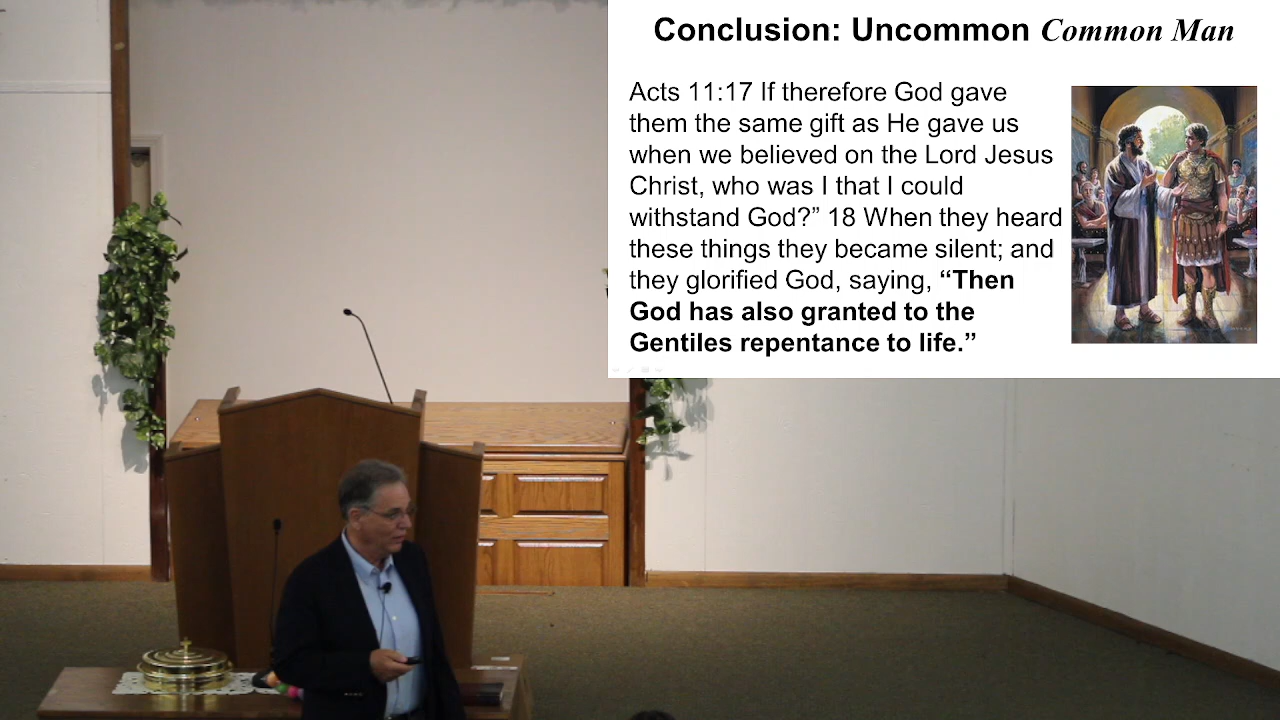 Conclusion: Uncommon Common Man
Acts 11:17 If therefore God gave
them the same gift as He gave us
when we believed on the Lord Jesus
Christ, who was I that I could
withstand God?” 18 When they heard
these things they became silent; and
they glorified God, saying, “Then
God has also granted to the
Gentiles repentance to life.”